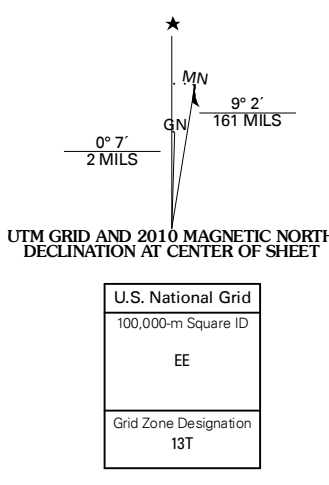 MN
GN
9° 2´
161 MILS
0° 7´
2 MILS
UTM GRID AND 2010 MAGNETIC NORTH
DECLINATION AT CENTER OF SHEET
U.S. National Grid
100,000-m Square ID
EE
Grid Zone Designation
13T